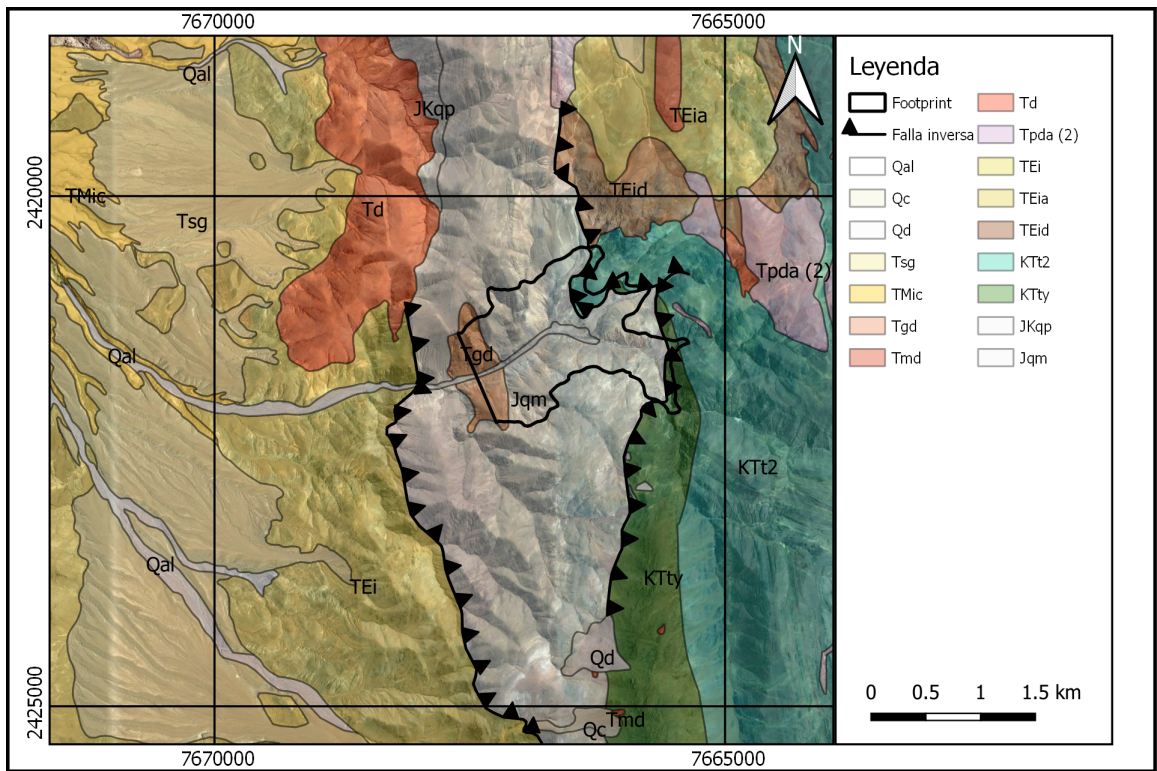 7670000 7665000
N
Leyenda
Footprint
Falla inversa
Qal
Qc
Qd
Tsg
TMic
Tgd
Tmd
Td
Tpda (2)
TEi
TEia
TEid
KTt2
KTty
JKqp
Jqm
0 0.5 1 1.5 km
2420000
2425000
Qal
JKqp
TEia
TMic
Tsg
Td
TEid
Tpda (2)
Qal
Tgd
Jqm
KTt2
Qal
TEi
KTty
Qd
Qc
Tmd
7670000 7665000